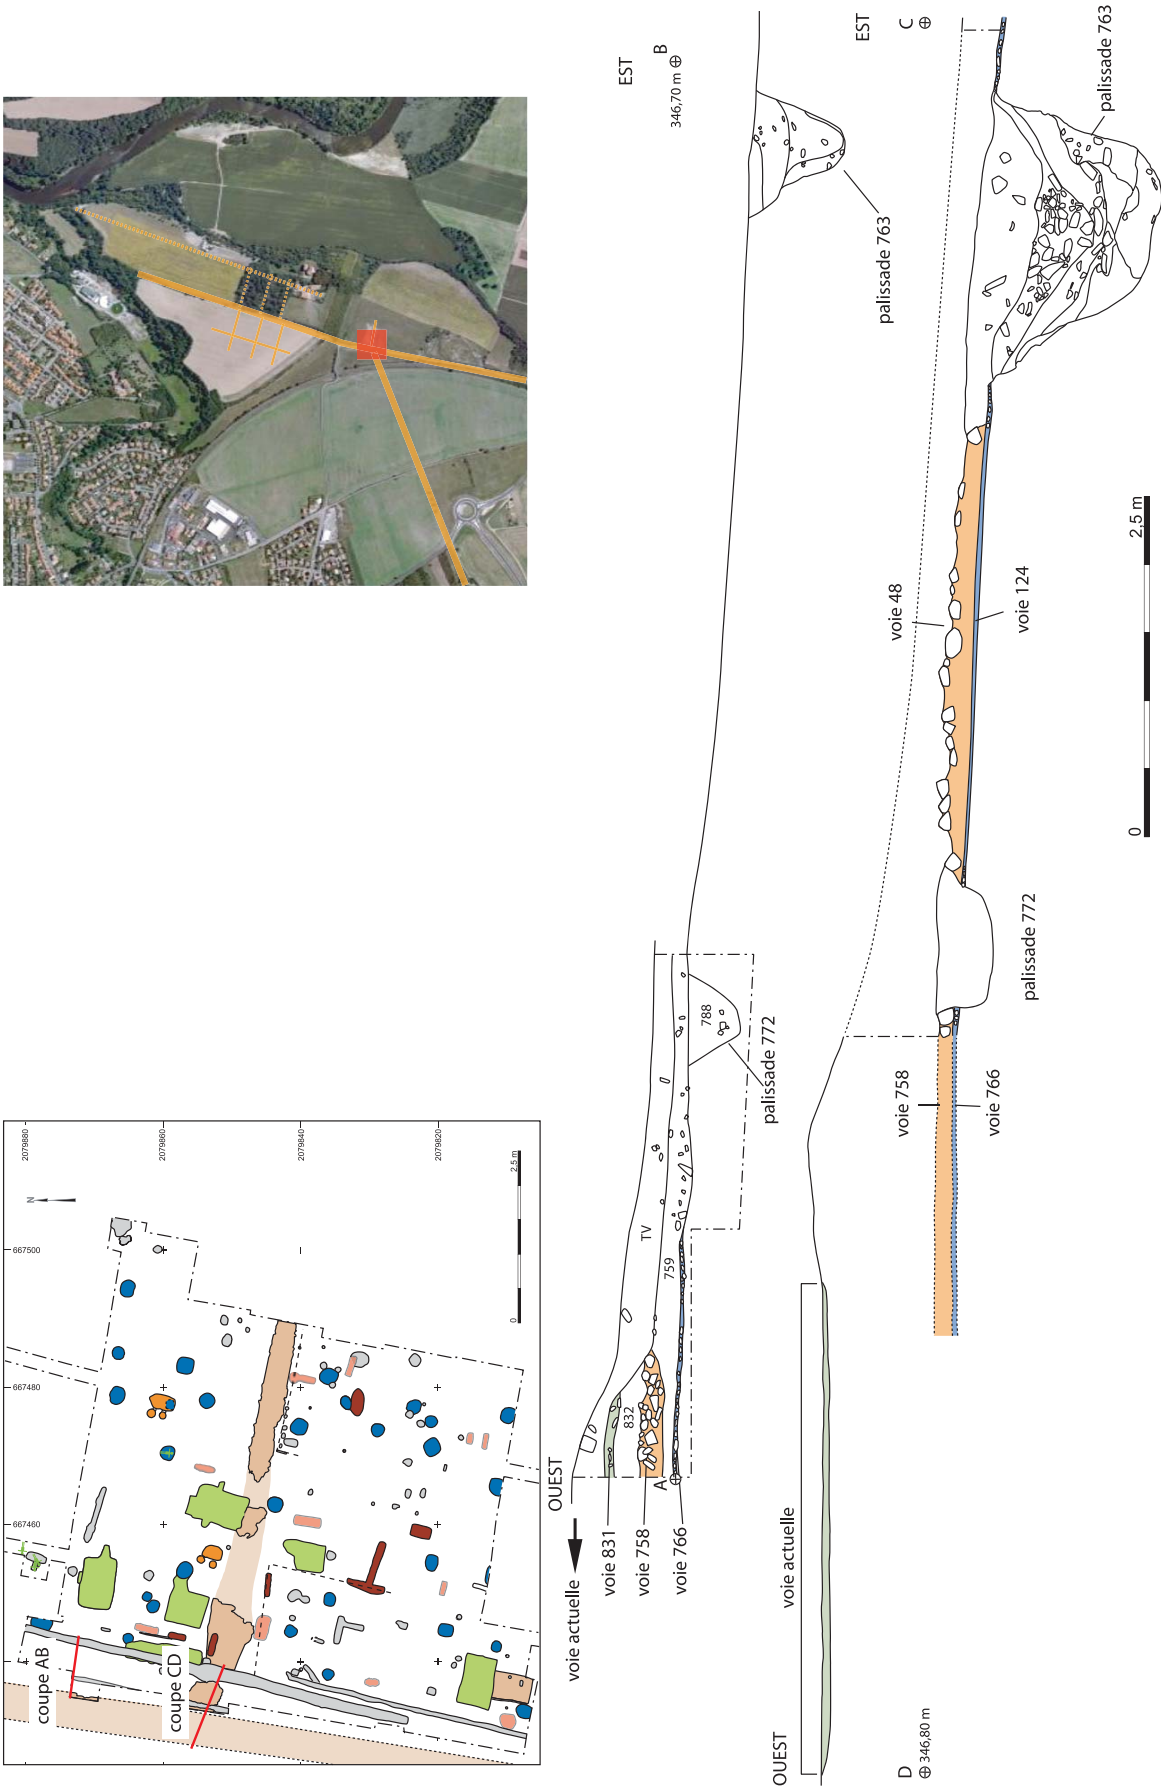 2079880
2079860
2079840
2079820
667500
667480
667460
N
0
2,5 m
coupe AB
coupe CD
EST
B
346,70 m
palissade 763
OUEST
voie actuelle
voie 831
voie 758
voie 766
A
832
759
TV
788
palissade 772
EST
C
palissade 763
voie 48
voie 124
palissade 772
voie 758
voie 766
voie actuelle
OUEST
D
346,80 m
0
2,5 m